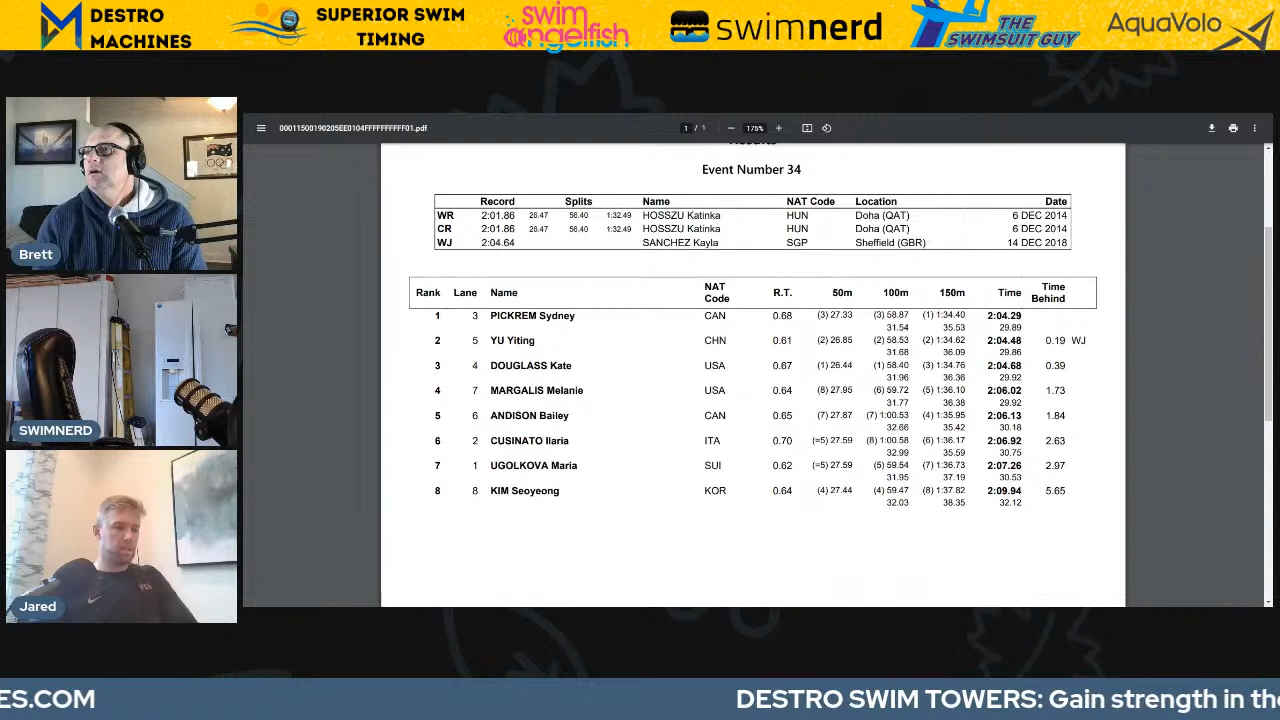 DESTRO
MACHINES
SUPERIOR SWIM
TIMING
swim
angelfish
swimnerd
THE
SWIMSUIT GUY
AquaVolo
00011500190205EE0104FFFFFFFFFF01.pdf
1 / 1
175%
Results
Event Number 34
Record Splits Name NAT Code Location Date
WR 2:01.86 26.47 56.40 1:32.49 HOSSZU Katinka HUN Doha (QAT) 6 DEC 2014
CR 2:01.86 26.47 56.40 1:32.49 HOSSZU Katinka HUN Doha (QAT) 6 DEC 2014
WJ 2:04.64 SANCHEZ Kayla SGP Sheffield (GBR) 14 DEC 2018
Rank Lane Name NAT Code R.T. 50m 100m 150m Time Time Behind
1 3 PICKREM Sydney CAN 0.68 (3) 27.33 (3) 58.87 (1) 1:34.40 2:04.29
31.54 35.53 29.89
2 5 YU Yiting CHN 0.61 (2) 26.85 (2) 58.53 (2) 1:34.62 2:04.48 0.19 WJ
31.68 36.09 29.86
3 4 DOUGLASS Kate USA 0.67 (1) 26.44 (1) 58.40 (3) 1:34.76 2:04.68 0.39
31.96 36.36 29.92
4 7 MARGALIS Melanie USA 0.64 (8) 27.95 (6) 59.72 (5) 1:36.10 2:06.02 1.73
31.77 36.38 29.92
5 6 ANDISON Bailey CAN 0.65 (7) 27.87 (7) 1:00.53 (4) 1:35.95 2:06.13 1.84
32.66 35.42 30.18
6 2 CUSINATO Ilaria ITA 0.70 (=5) 27.59 (8) 1:00.58 (6) 1:36.17 2:06.92 2.63
32.99 35.59 30.75
7 1 UGOLKOVA Maria SUI 0.62 (=5) 27.59 (5) 59.54 (7) 1:36.73 2:07.26 2.97
31.95 37.19 30.53
8 8 KIM Seoyeong KOR 0.64 (4) 27.44 (4) 59.47 (8) 1:37.82 2:09.94 5.65
32.03 38.35 32.12
Brett
SWIMNERD
Jared
ES.COM
DESTRO SWIM TOWERS: Gain strength in the